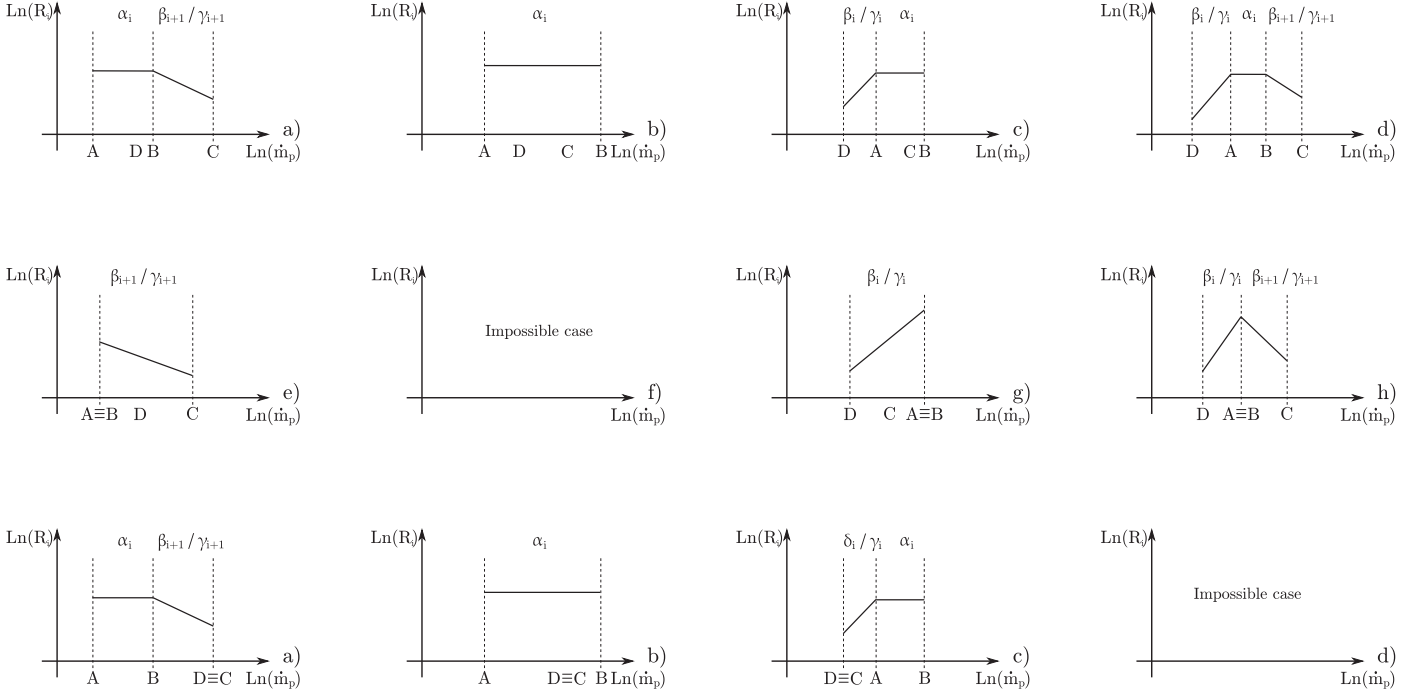 Ln(Rᵢ) αᵢ βᵢ₊₁ / γᵢ₊₁
a)
A D B C Ln(ṁₚ)
Ln(Rᵢ) αᵢ
b)
A D C B Ln(ṁₚ)
Ln(Rᵢ) βᵢ / γᵢ αᵢ
c)
D A C B Ln(ṁₚ)
Ln(Rᵢ) βᵢ / γᵢ αᵢ βᵢ₊₁ / γᵢ₊₁
d)
D A B C Ln(ṁₚ)
Ln(Rᵢ) βᵢ₊₁ / γᵢ₊₁
e)
A≡B D C Ln(ṁₚ)
Ln(Rᵢ)
Impossible case
f)
Ln(ṁₚ)
Ln(Rᵢ) βᵢ / γᵢ
g)
D C A≡B Ln(ṁₚ)
Ln(Rᵢ) βᵢ / γᵢ βᵢ₊₁ / γᵢ₊₁
h)
D A≡B C Ln(ṁₚ)
Ln(Rᵢ) αᵢ βᵢ₊₁ / γᵢ₊₁
a)
A B D≡C Ln(ṁₚ)
Ln(Rᵢ) αᵢ
b)
A D≡C B Ln(ṁₚ)
Ln(Rᵢ) δᵢ / γᵢ αᵢ
c)
D≡C A B Ln(ṁₚ)
Ln(Rᵢ)
Impossible case
d)
Ln(ṁₚ)